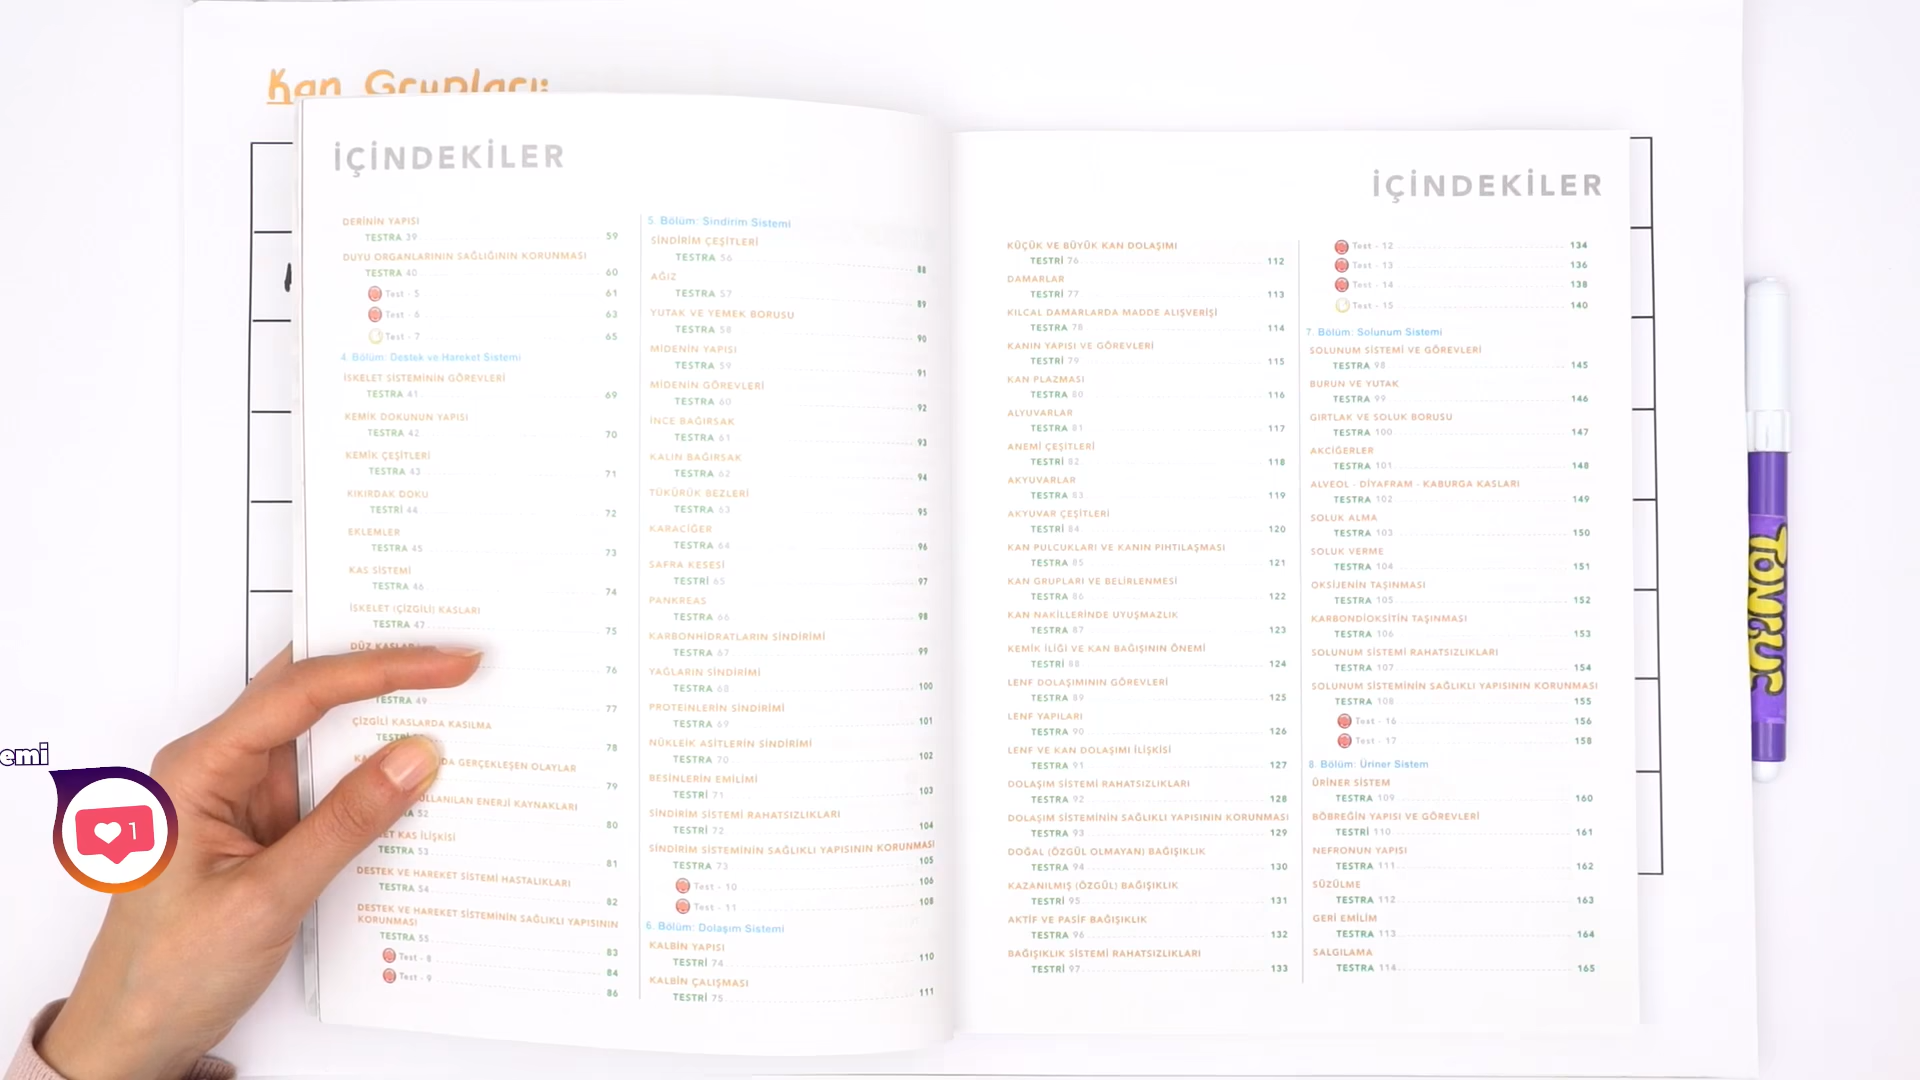 Kan Grupları:
İÇİNDEKİLER
DERİNİN YAPISI
TESTRA 39 59
DUYU ORGANLARININ SAĞLIĞININ KORUNMASI
TESTRA 40 60
Test - 5 61
Test - 6 63
Test - 7 65
4. Bölüm: Destek ve Hareket Sistemi
İSKELET SİSTEMİNİN GÖREVLERİ
TESTRA 41 69
KEMİK DOKUNUN YAPISI
TESTRA 42 70
KEMİK ÇEŞİTLERİ
TESTRA 43 71
KIKIRDAK DOKU
TESTRİ 44 72
EKLEMLER
TESTRA 45 73
KAS SİSTEMİ
TESTRA 46 74
İSKELET (ÇİZGİLİ) KASLARI
TESTRA 47 75
DÜZ KASLAR
76
TESTRA 49 77
ÇİZGİLİ KASLARDA KASILMA
TESTRİ 78
DA GERÇEKLEŞEN OLAYLAR
79
ULLANILAN ENERJİ KAYNAKLARI
52 80
ET KAS İLİŞKİSİ
TESTRA 53 81
DESTEK VE HAREKET SİSTEMİ HASTALIKLARI
TESTRA 54 82
DESTEK VE HAREKET SİSTEMİNİN SAĞLIKLI YAPISININ
KORUNMASI
TESTRA 55 83
Test - 8 84
Test - 9 86
5. Bölüm: Sindirim Sistemi
SİNDİRİM ÇEŞİTLERİ
TESTRA 56 88
AĞIZ
TESTRA 57 89
YUTAK VE YEMEK BORUSU
TESTRA 58 90
MİDENİN YAPISI
TESTRA 59 91
MİDENİN GÖREVLERİ
TESTRA 60 92
İNCE BAĞIRSAK
TESTRA 61 93
KALIN BAĞIRSAK
TESTRA 62 94
TÜKÜRÜK BEZLERİ
TESTRA 63 95
KARACİĞER
TESTRA 64 96
SAFRA KESESİ
TESTRİ 65 97
PANKREAS
TESTRA 66 98
KARBONHİDRATLARIN SİNDİRİMİ
TESTRA 67 99
YAĞLARIN SİNDİRİMİ
TESTRA 68 100
PROTEİNLERİN SİNDİRİMİ
TESTRA 69 101
NÜKLEİK ASİTLERİN SİNDİRİMİ
TESTRA 70 102
BESİNLERİN EMİLİMİ
TESTRİ 71 103
SİNDİRİM SİSTEMİ RAHATSIZLIKLARI
TESTRİ 72 104
SİNDİRİM SİSTEMİNİN SAĞLIKLI YAPISININ KORUNMASI
TESTRA 73 105
Test - 10 106
Test - 11 108
6. Bölüm: Dolaşım Sistemi
KALBİN YAPISI
TESTRİ 74 110
KALBİN ÇALIŞMASI
TESTRİ 75 111
İÇİNDEKİLER
KÜÇÜK VE BÜYÜK KAN DOLAŞIMI
TESTRİ 76 112
DAMARLAR
TESTRİ 77 113
KILCAL DAMARLARDA MADDE ALIŞVERİŞİ
TESTRA 78 114
KANIN YAPISI VE GÖREVLERİ
TESTRİ 79 115
KAN PLAZMASI
TESTRA 80 116
ALYUVARLAR
TESTRA 81 117
ANEMİ ÇEŞİTLERİ
TESTRİ 82 118
AKYUVARLAR
TESTRA 83 119
AKYUVAR ÇEŞİTLERİ
TESTRİ 84 120
KAN PULCUKLARI VE KANIN PIHTILAŞMASI
TESTRA 85 121
KAN GRUPLARI VE BELİRLENMESİ
TESTRA 86 122
KAN NAKİLLERİNDE UYUŞMAZLIK
TESTRİ 87 123
KEMİK İLİĞİ VE KAN BAĞIŞININ ÖNEMİ
TESTRİ 88 124
LENF DOLAŞIMININ GÖREVLERİ
TESTRA 89 125
LENF YAPILARI
TESTRA 90 126
LENF VE KAN DOLAŞIMI İLİŞKİSİ
TESTRA 91 127
DOLAŞIM SİSTEMİ RAHATSIZLIKLARI
TESTRA 92 128
DOLAŞIM SİSTEMİNİN SAĞLIKLI YAPISININ KORUNMASI
TESTRA 93 129
DOĞAL (ÖZGÜL OLMAYAN) BAĞIŞIKLIK
TESTRA 94 130
KAZANILMIŞ (ÖZGÜL) BAĞIŞIKLIK
TESTRİ 95 131
AKTİF VE PASİF BAĞIŞIKLIK
TESTRA 96 132
BAĞIŞIKLIK SİSTEMİ RAHATSIZLIKLARI
TESTRİ 97 133
Test - 12 134
Test - 13 136
Test - 14 138
Test - 15 140
7. Bölüm: Solunum Sistemi
SOLUNUM SİSTEMİ VE GÖREVLERİ
TESTRA 98 145
BURUN VE YUTAK
TESTRA 99 146
GIRTLAK VE SOLUK BORUSU
TESTRA 100 147
AKCİĞERLER
TESTRA 101 148
ALVEOL - DİYAFRAM - KABURGA KASLARI
TESTRA 102 149
SOLUK ALMA
TESTRA 103 150
SOLUK VERME
TESTRA 104 151
OKSİJENİN TAŞINMASI
TESTRA 105 152
KARBONDİOKSİTİN TAŞINMASI
TESTRA 106 153
SOLUNUM SİSTEMİ RAHATSIZLIKLARI
TESTRA 107 154
SOLUNUM SİSTEMİNİN SAĞLIKLI YAPISININ KORUNMASI
TESTRA 108 155
Test - 16 156
Test - 17 158
8. Bölüm: Üriner Sistem
ÜRİNER SİSTEM
TESTRA 109 160
BÖBREĞİN YAPISI VE GÖREVLERİ
TESTRİ 110 161
NEFRONUN YAPISI
TESTRA 111 162
SÜZÜLME
TESTRA 112 163
GERİ EMİLİM
TESTRA 113 164
SALGILAMA
TESTRA 114 165
emi
1